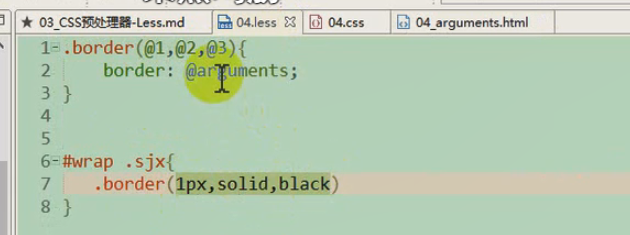 03_CSS预处理器-Less.md
04.less
04.css
04_arguments.html
1 .border(@1,@2,@3){
2 border: @arguments;
3 }
4
5
6 #wrap .sjx{
7 .border(1px,solid,black)
8 }